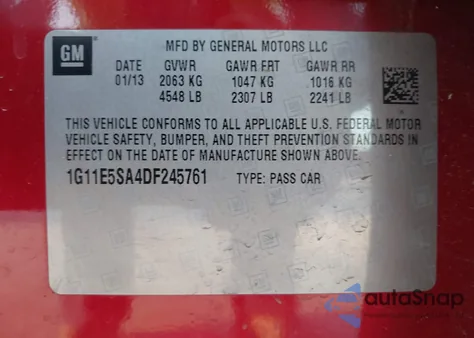 GM
MFD BY GENERAL MOTORS LLC
DATE GVWR GAWR FRT GAWR RR
01/13 2063 KG 1047 KG 1016 KG
4548 LB 2307 LB 2241 LB
THIS VEHICLE CONFORMS TO ALL APPLICABLE U.S. FEDERAL MOTOR
VEHICLE SAFETY, BUMPER, AND THEFT PREVENTION STANDARDS IN
EFFECT ON THE DATE OF MANUFACTURE SHOWN ABOVE.
1G11E5SA4DF245761 TYPE: PASS CAR
autoSnap